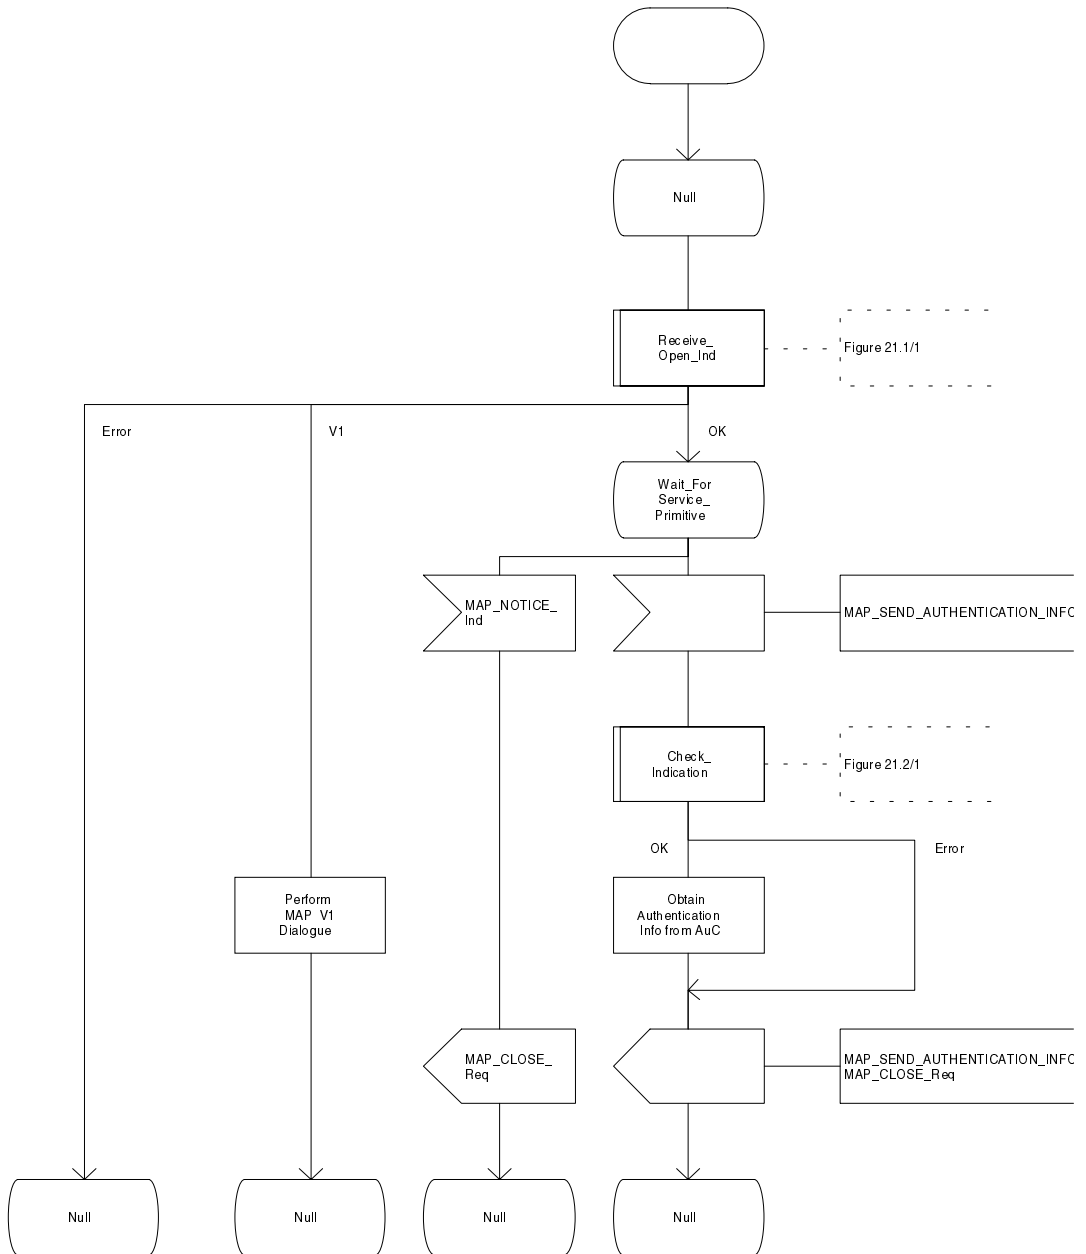 Null
Receive_
Open_Ind
Figure 21.1/1
Error
V1
OK
Wait_For
Service_
Primitive
MAP_NOTICE_
Ind
MAP_SEND_AUTHENTICATION_INFO
Check_
Indication
Figure 21.2/1
OK
Error
Perform
MAP V1
Dialogue
Obtain
Authentication
Info from AuC
MAP_CLOSE_
Req
MAP_SEND_AUTHENTICATION_INFO
MAP_CLOSE_Req
Null
Null
Null
Null